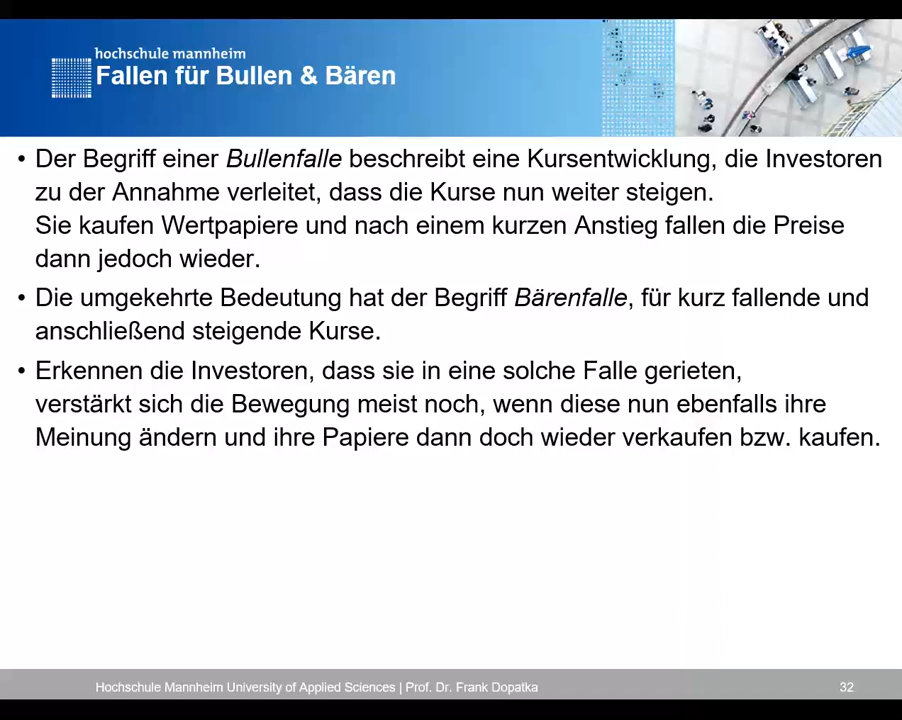 hochschule mannheim
Fallen für Bullen & Bären
• Der Begriff einer Bullenfalle beschreibt eine Kursentwicklung, die Investoren
zu der Annahme verleitet, dass die Kurse nun weiter steigen.
Sie kaufen Wertpapiere und nach einem kurzen Anstieg fallen die Preise
dann jedoch wieder.
• Die umgekehrte Bedeutung hat der Begriff Bärenfalle, für kurz fallende und
anschließend steigende Kurse.
• Erkennen die Investoren, dass sie in eine solche Falle gerieten,
verstärkt sich die Bewegung meist noch, wenn diese nun ebenfalls ihre
Meinung ändern und ihre Papiere dann doch wieder verkaufen bzw. kaufen.
Hochschule Mannheim University of Applied Sciences | Prof. Dr. Frank Dopatka
32